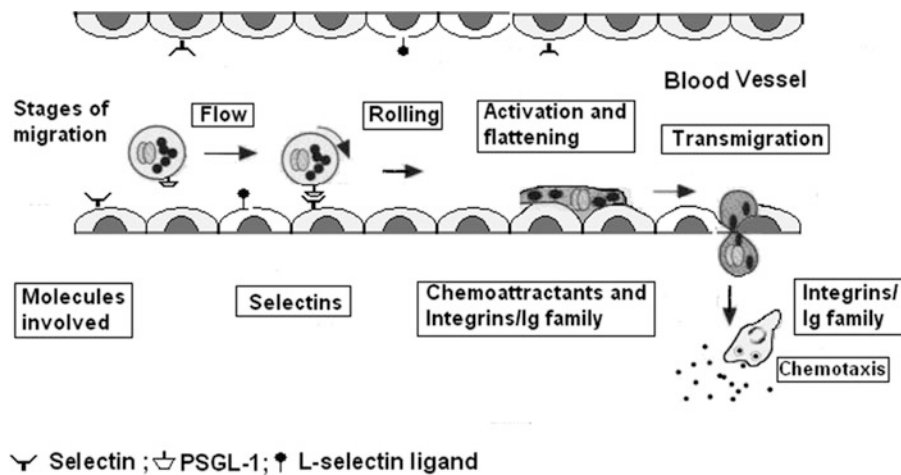 Blood Vessel
Stages of
migration
Flow
Rolling
Activation and
flattening
Transmigration
Molecules
involved
Selectins
Chemoattractants and
Integrins/Ig family
Integrins/
Ig family
Chemotaxis
Selectin ; PSGL-1; L-selectin ligand